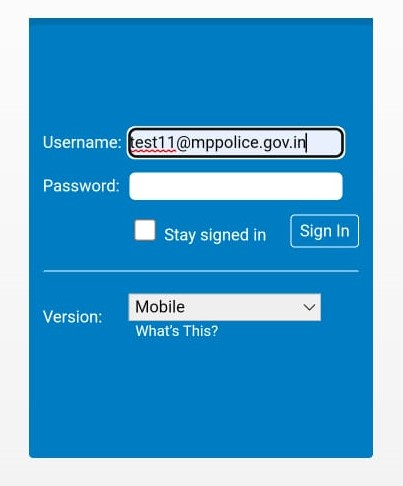 Username: test11@mppolice.gov.in
Password:
Stay signed in Sign In
Version: Mobile
What's This?